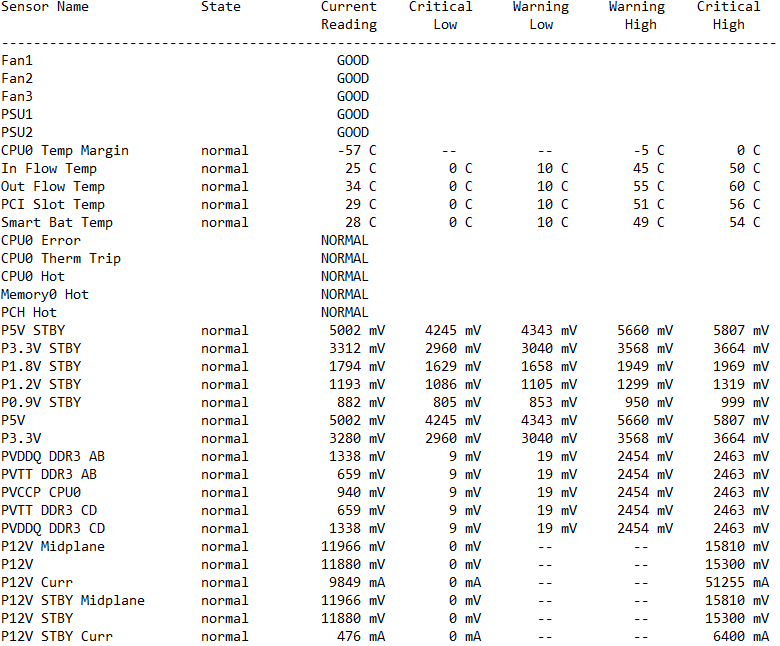 Sensor Name              State          Current    Critical     Warning     Warning    Critical
                                        Reading      Low         Low         High        High
-------------------------------------------------------------------------------------------------
Fan1                                      GOOD
Fan2                                      GOOD
Fan3                                      GOOD
PSU1                                      GOOD
PSU2                                      GOOD
CPU0 Temp Margin         normal           -57 C        --          --          -5 C         0 C
In Flow Temp             normal            25 C         0 C        10 C        45 C        50 C
Out Flow Temp            normal            34 C         0 C        10 C        55 C        60 C
PCI Slot Temp            normal            29 C         0 C        10 C        51 C        56 C
Smart Bat Temp           normal            28 C         0 C        10 C        49 C        54 C
CPU0 Error                              NORMAL
CPU0 Therm Trip                         NORMAL
CPU0 Hot                                NORMAL
Memory0 Hot                             NORMAL
PCH Hot                                 NORMAL
P5V STBY                 normal          5002 mV     4245 mV     4343 mV     5660 mV     5807 mV
P3.3V STBY               normal          3312 mV     2960 mV     3040 mV     3568 mV     3664 mV
P1.8V STBY               normal          1794 mV     1629 mV     1658 mV     1949 mV     1969 mV
P1.2V STBY               normal          1193 mV     1086 mV     1105 mV     1299 mV     1319 mV
P0.9V STBY               normal           882 mV      805 mV      853 mV      950 mV      999 mV
P5V                      normal          5002 mV     4245 mV     4343 mV     5660 mV     5807 mV
P3.3V                    normal          3280 mV     2960 mV     3040 mV     3568 mV     3664 mV
PVDDQ DDR3 AB            normal          1338 mV        9 mV       19 mV     2454 mV     2463 mV
PVTT DDR3 AB             normal           659 mV        9 mV       19 mV     2454 mV     2463 mV
PVCCP CPU0               normal           940 mV        9 mV       19 mV     2454 mV     2463 mV
PVTT DDR3 CD             normal           659 mV        9 mV       19 mV     2454 mV     2463 mV
PVDDQ DDR3 CD            normal          1338 mV        9 mV       19 mV     2454 mV     2463 mV
P12V Midplane            normal         11966 mV        0 mV       --          --       15810 mV
P12V                     normal         11880 mV        0 mV       --          --       15300 mV
P12V Curr                normal          9849 mA        0 mA       --          --       51255 mA
P12V STBY Midplane       normal         11966 mV        0 mV       --          --       15810 mV
P12V STBY                normal         11880 mV        0 mV       --          --       15300 mV
P12V STBY Curr           normal           476 mA        0 mA       --          --        6400 mA